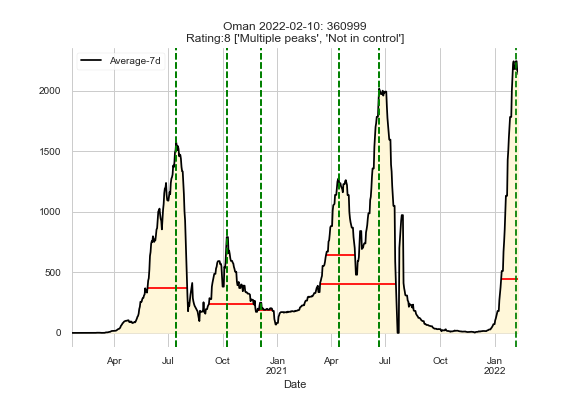 Oman 2022-02-10: 360999
Rating:8 ['Multiple peaks', 'Not in control']
Average-7d
2000
1500
1000
500
0
Apr Jul Oct Jan Apr Jul Oct Jan
2021 2022
Date